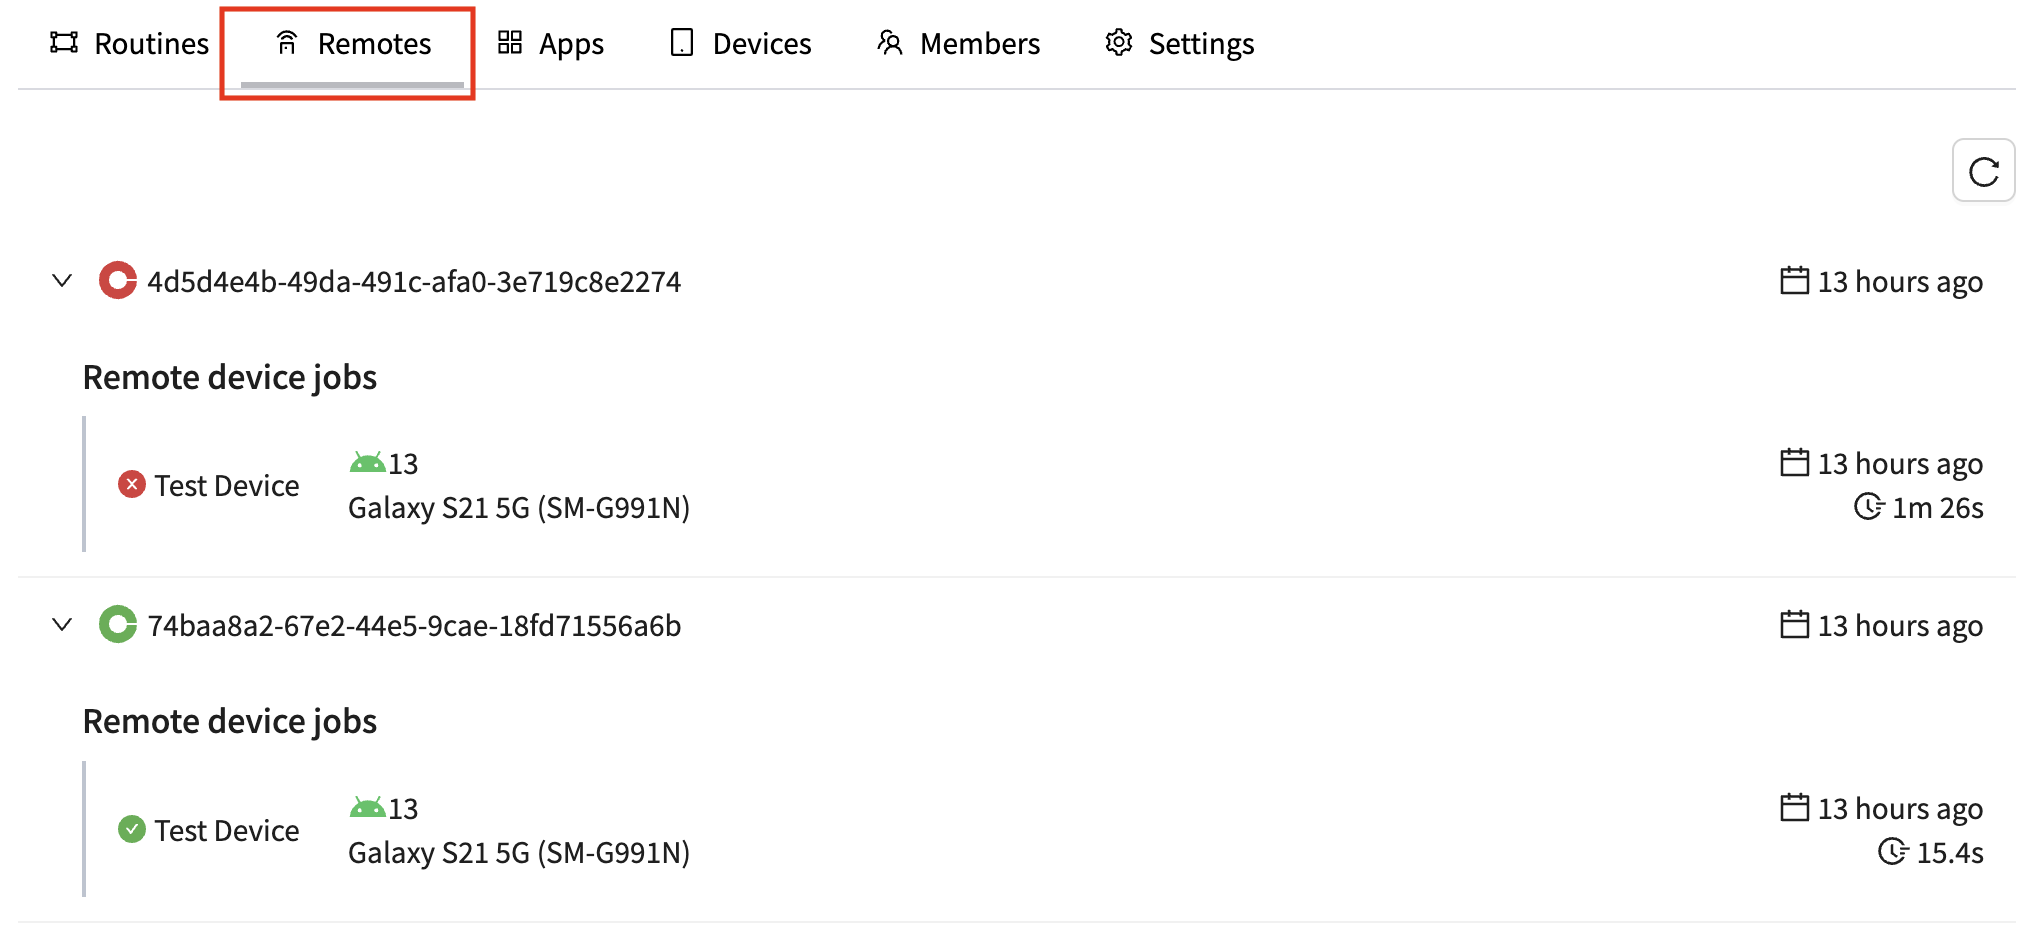 Routines Remotes Apps Devices Members Settings
4d5d4e4b-49da-491c-afa0-3e719c8e2274 13 hours ago
Remote device jobs
13 13 hours ago
Test Device
Galaxy S21 5G (SM-G991N) 1m 26s
74baa8a2-67e2-44e5-9cae-18fd71556a6b 13 hours ago
Remote device jobs
13 13 hours ago
Test Device
Galaxy S21 5G (SM-G991N) 15.4s